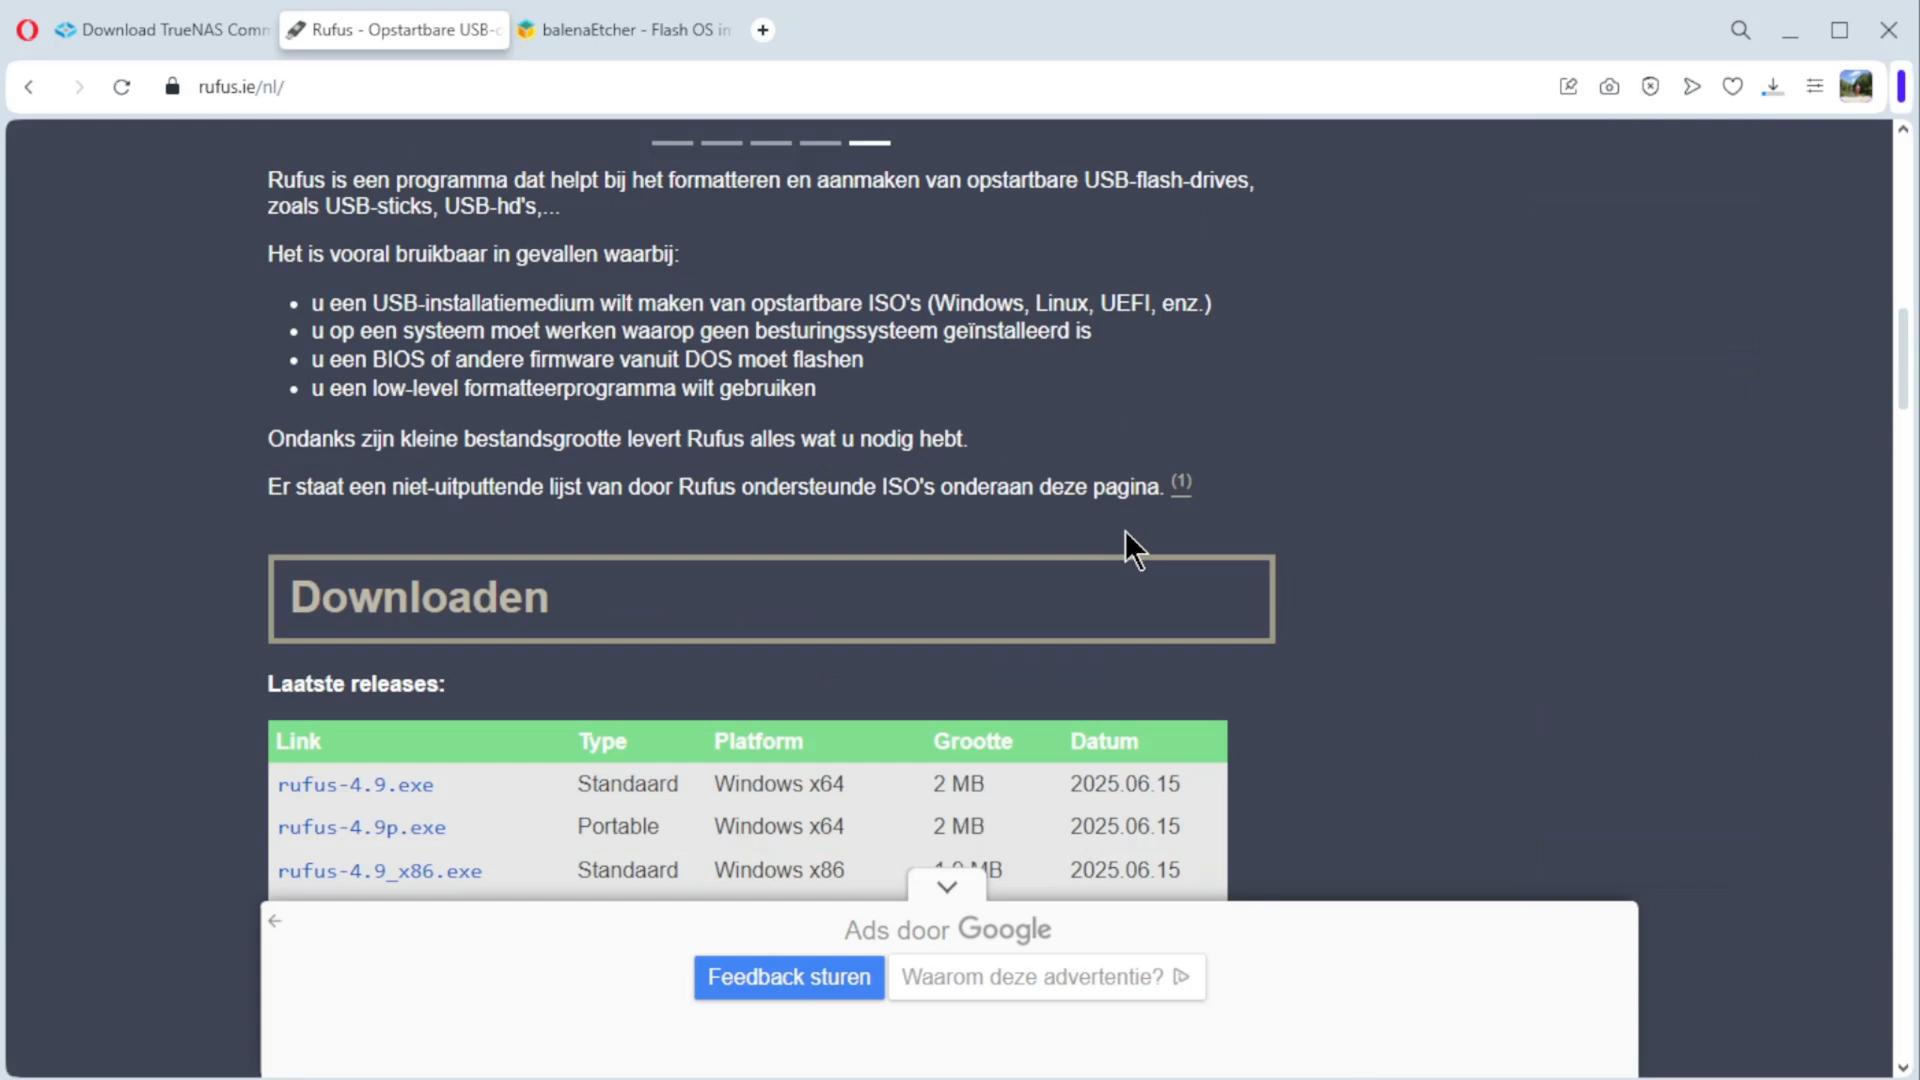 Download TrueNAS Comm
Rufus - Opstartbare USB-
balenaEtcher - Flash OS in
rufus.ie/nl/
Rufus is een programma dat helpt bij het formatteren en aanmaken van opstartbare USB-flash-drives,
zoals USB-sticks, USB-hd's,...
Het is vooral bruikbaar in gevallen waarbij:
• u een USB-installatiemedium wilt maken van opstartbare ISO's (Windows, Linux, UEFI, enz.)
• u op een systeem moet werken waarop geen besturingssysteem geïnstalleerd is
• u een BIOS of andere firmware vanuit DOS moet flashen
• u een low-level formatteerprogramma wilt gebruiken
Ondanks zijn kleine bestandsgrootte levert Rufus alles wat u nodig hebt.
Er staat een niet-uitputtende lijst van door Rufus ondersteunde ISO's onderaan deze pagina. (1)
Downloaden
Laatste releases:
Link Type Platform Grootte Datum
rufus-4.9.exe Standaard Windows x64 2 MB 2025.06.15
rufus-4.9p.exe Portable Windows x64 2 MB 2025.06.15
rufus-4.9_x86.exe Standaard Windows x86 MB 2025.06.15
Ads door Google
Feedback sturen
Waarom deze advertentie?